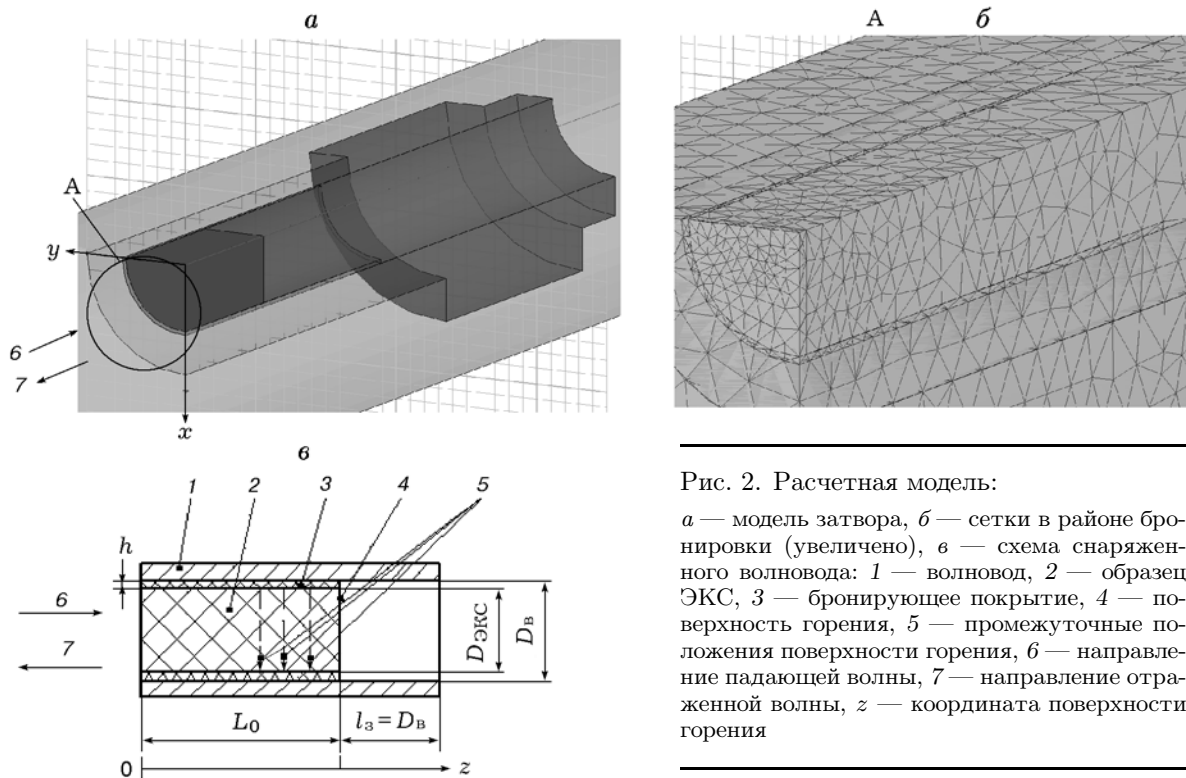 а
А
y
6
7
x
А
б
в
1
2
3
4
5
h
6
7
D_ЭКС
D_в
L_0
l_з = D_в
0
z
Рис. 2. Расчетная модель:
а — модель затвора, б — сетки в районе бро-
нировки (увеличено), в — схема снаряжен-
ного волновода: 1 — волновод, 2 — образец
ЭКС, 3 — бронирующее покрытие, 4 — по-
верхность горения, 5 — промежуточные по-
ложения поверхности горения, 6 — направле-
ние падающей волны, 7 — направление отра-
женной волны, z — координата поверхности
горения